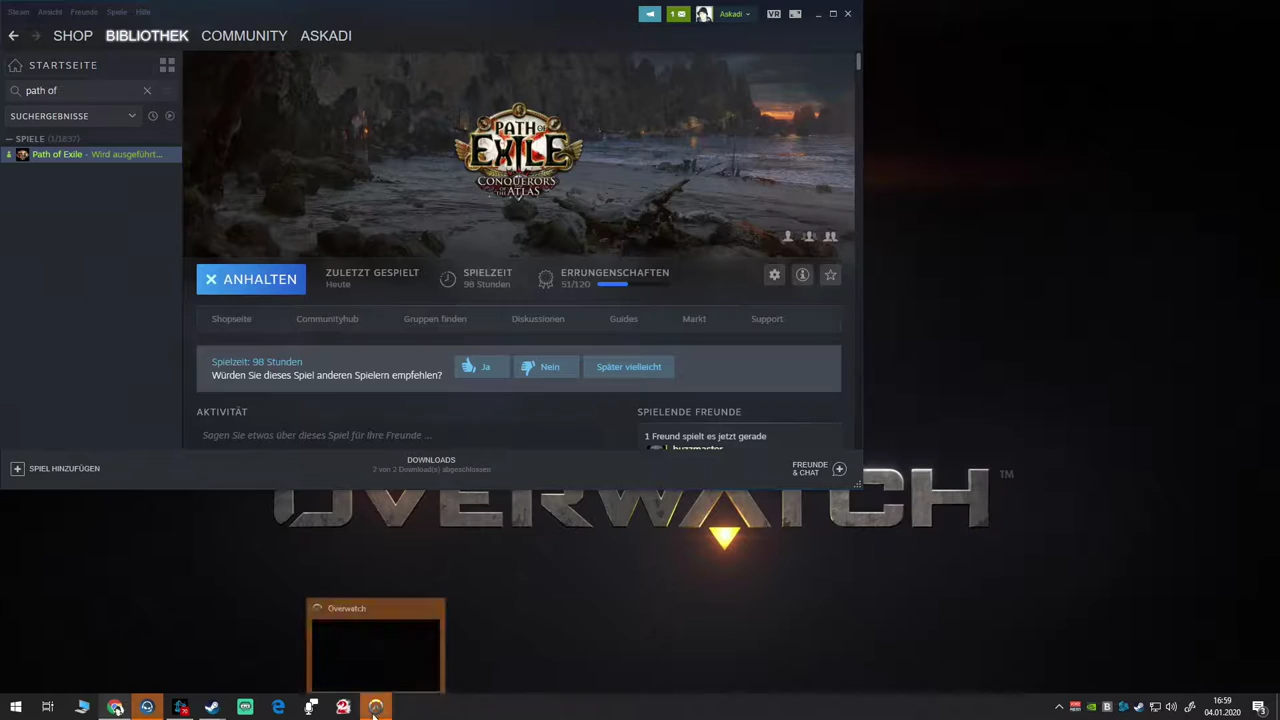 Steam Ansicht Freunde Spiele Hilfe
1
Askadi
VR
SHOP BIBLIOTHEK COMMUNITY ASKADI
STARTSEITE
path of
SUCHERGEBNISSE
— SPIELE (1/1837)
Path of Exile - Wird ausgeführt...
PATH OF
EXILE
CONQUERORS
OF THE ATLAS
ANHALTEN
ZULETZT GESPIELT
Heute
SPIELZEIT
98 Stunden
ERRUNGENSCHAFTEN
51/120
Shopseite Communityhub Gruppen finden Diskussionen Guides Markt Support
Spielzeit: 98 Stunden
Würden Sie dieses Spiel anderen Spielern empfehlen?
Ja Nein Später vielleicht
AKTIVITÄT
Sagen Sie etwas über dieses Spiel für Ihre Freunde ...
SPIELENDE FREUNDE
1 Freund spielt es jetzt gerade
buzzmaster
SPIEL HINZUFÜGEN
DOWNLOADS
2 von 2 Download(s) abgeschlossen
FREUNDE
& CHAT
OVERWATCH™
Overwatch
16:59
04.01.2020